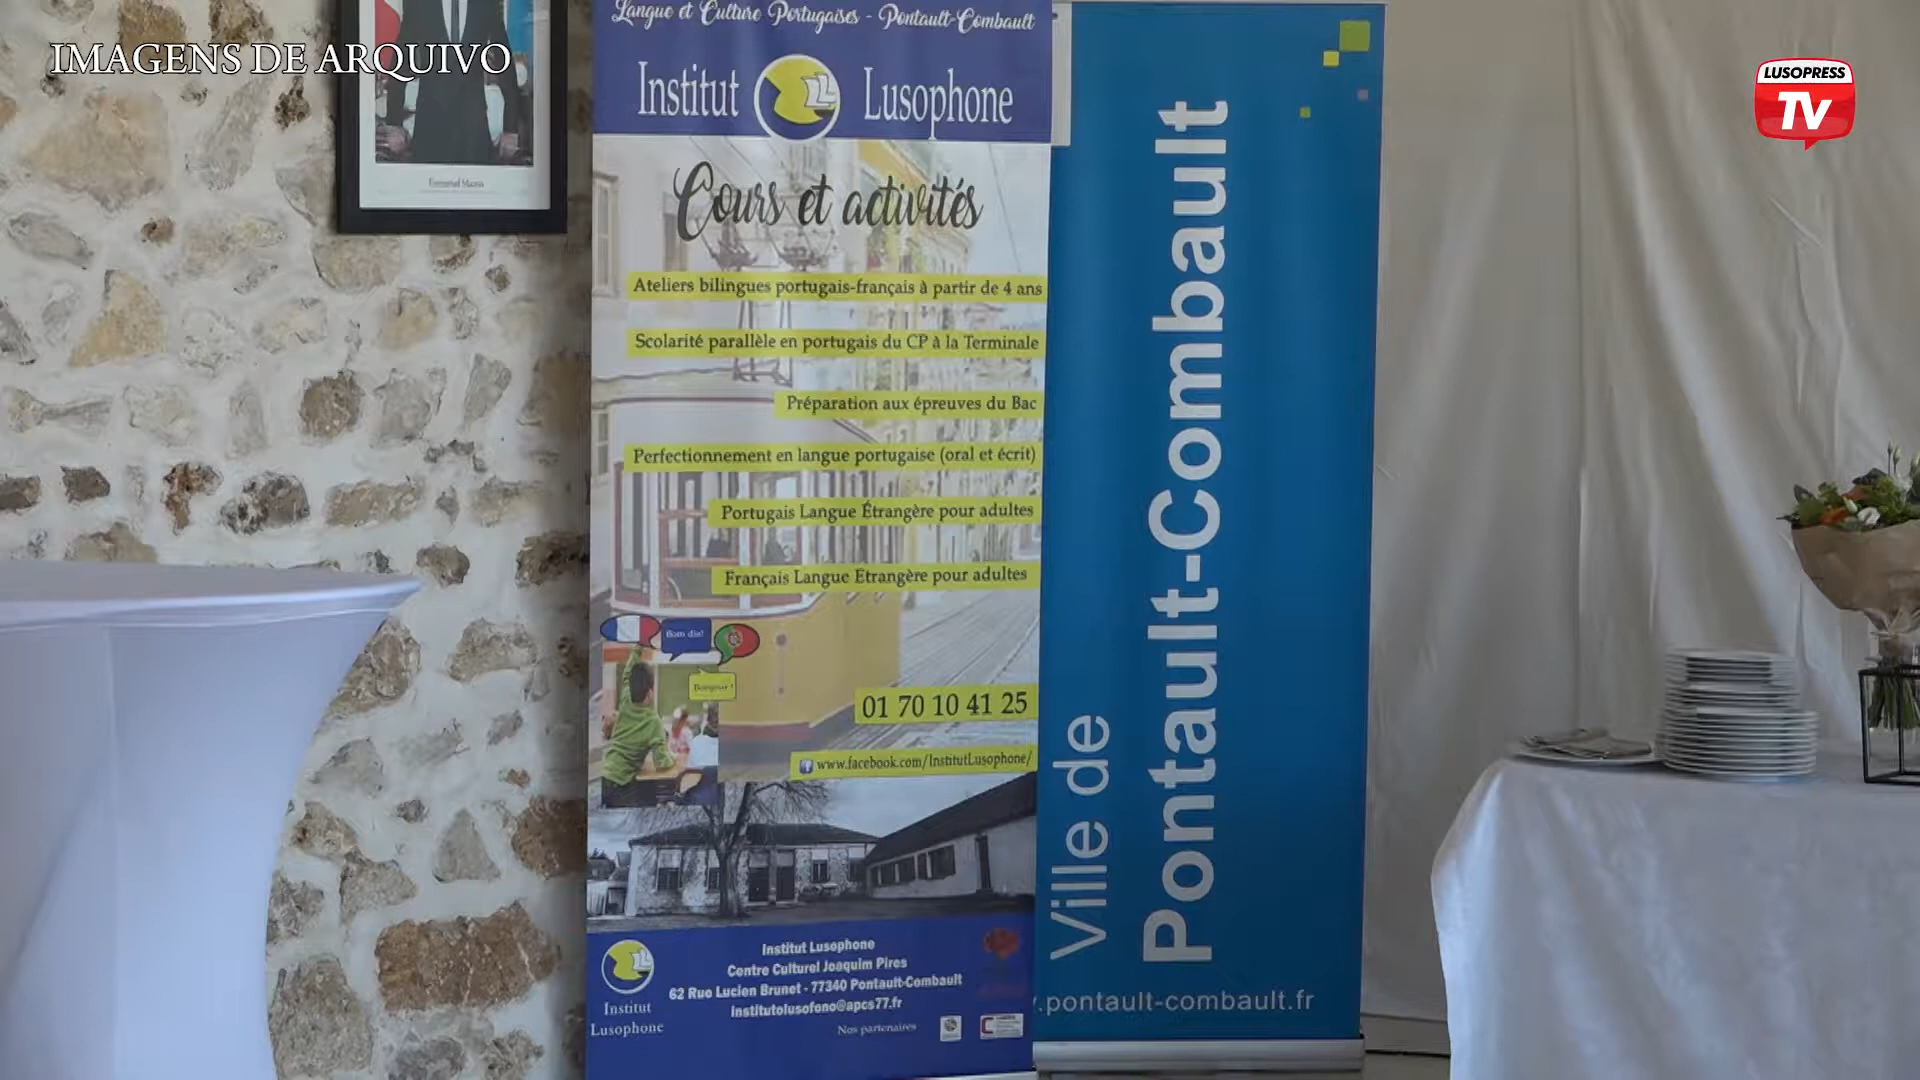 IMAGENS DE ARQUIVO
LUSOPRESS
TV
Langue et Culture Portugaises - Pontault-Combault
Institut Lusophone
Cours et activités
Ateliers bilingues portugais-français à partir de 4 ans
Scolarité parallèle en portugais du CP à la Terminale
Préparation aux épreuves du Bac
Perfectionnement en langue portugaise (oral et écrit)
Portugais Langue Étrangère pour adultes
Français Langue Étrangère pour adultes
Bom dia!
Bonjour !
01 70 10 41 25
www.facebook.com/InstitutLusophone/
Institut Lusophone
Centre Culturel Joaquim Pires
62 Rue Lucien Brunet - 77340 Pontault-Combault
institutolusofono@apcs77.fr
Nos partenaires
Institut
Lusophone
Ville de
Pontault-Combault
.pontault-combault.fr